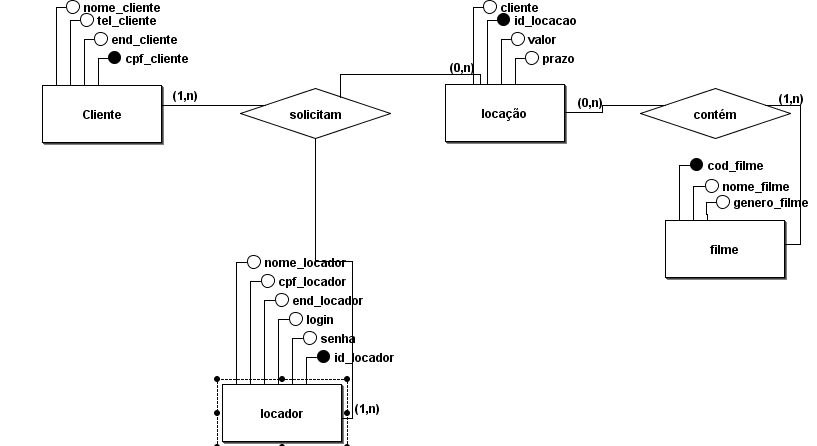 nome_cliente
tel_cliente
end_cliente
cpf_cliente
Cliente
(1,n)
solicitam
(0,n)
cliente
id_locacao
valor
prazo
locação
(0,n)
contém
(1,n)
cod_filme
nome_filme
genero_filme
filme
nome_locador
cpf_locador
end_locador
login
senha
id_locador
locador
(1,n)